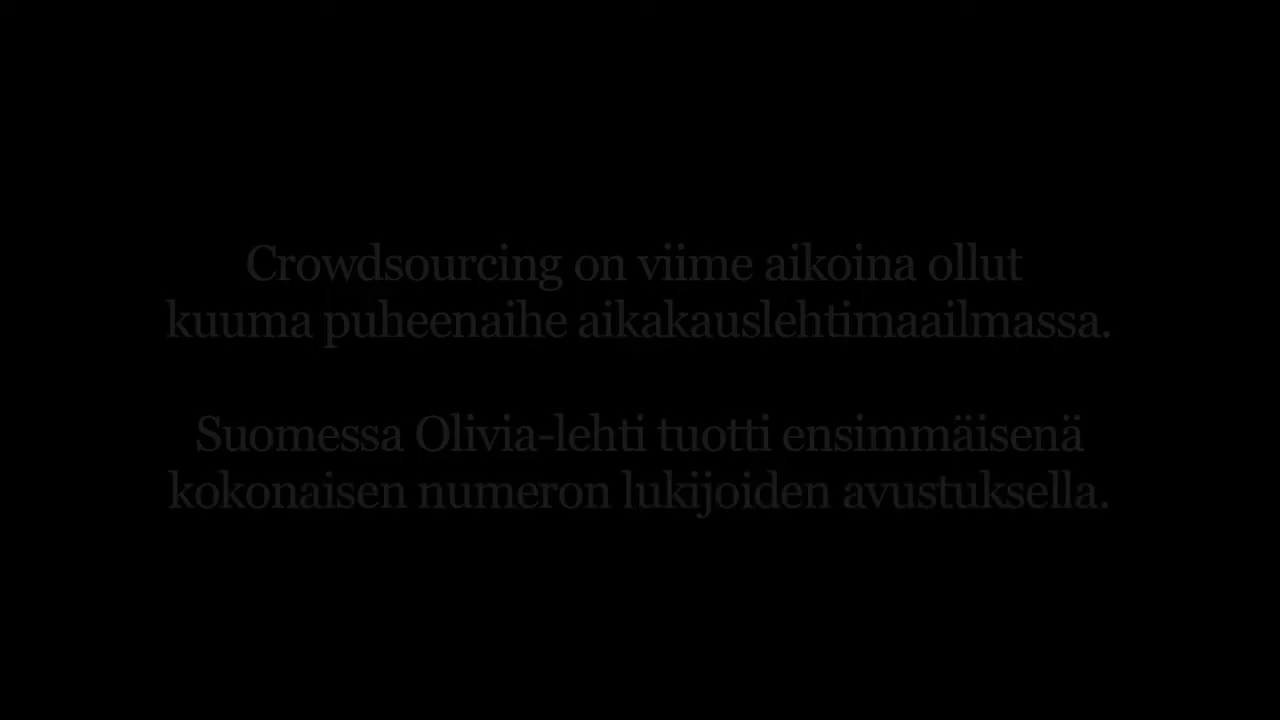 Crowdsourcing on viime aikoina ollut
kuuma puheenaihe aikakauslehtimaailmassa.
Suomessa Olivia-lehti tuotti ensimmäisenä
kokonaisen numeron lukijoiden avustuksella.